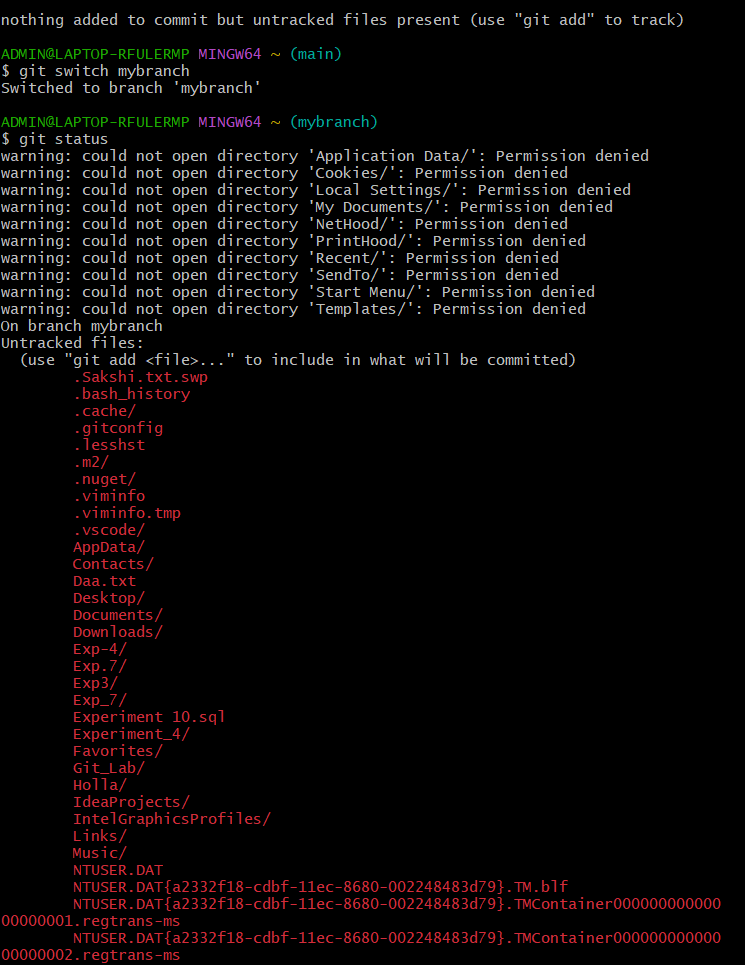 nothing added to commit but untracked files present (use "git add" to track)
ADMIN@LAPTOP-RFULERMP MINGW64 ~ (main)
$ git switch mybranch
Switched to branch 'mybranch'
ADMIN@LAPTOP-RFULERMP MINGW64 ~ (mybranch)
$ git status
warning: could not open directory 'Application Data/': Permission denied
warning: could not open directory 'Cookies/': Permission denied
warning: could not open directory 'Local Settings/': Permission denied
warning: could not open directory 'My Documents/': Permission denied
warning: could not open directory 'NetHood/': Permission denied
warning: could not open directory 'PrintHood/': Permission denied
warning: could not open directory 'Recent/': Permission denied
warning: could not open directory 'SendTo/': Permission denied
warning: could not open directory 'Start Menu/': Permission denied
warning: could not open directory 'Templates/': Permission denied
On branch mybranch
Untracked files:
  (use "git add <file>..." to include in what will be committed)
        .Sakshi.txt.swp
        .bash_history
        .cache/
        .gitconfig
        .lesshst
        .m2/
        .nuget/
        .viminfo
        .viminfo.tmp
        .vscode/
        AppData/
        Contacts/
        Daa.txt
        Desktop/
        Documents/
        Downloads/
        Exp-4/
        Exp.7/
        Exp3/
        Exp_7/
        Experiment 10.sql
        Experiment_4/
        Favorites/
        Git_Lab/
        Holla/
        IdeaProjects/
        IntelGraphicsProfiles/
        Links/
        Music/
        NTUSER.DAT
        NTUSER.DAT{a2332f18-cdbf-11ec-8680-002248483d79}.TM.blf
        NTUSER.DAT{a2332f18-cdbf-11ec-8680-002248483d79}.TMContainer000000000000
00000001.regtrans-ms
        NTUSER.DAT{a2332f18-cdbf-11ec-8680-002248483d79}.TMContainer000000000000
00000002.regtrans-ms